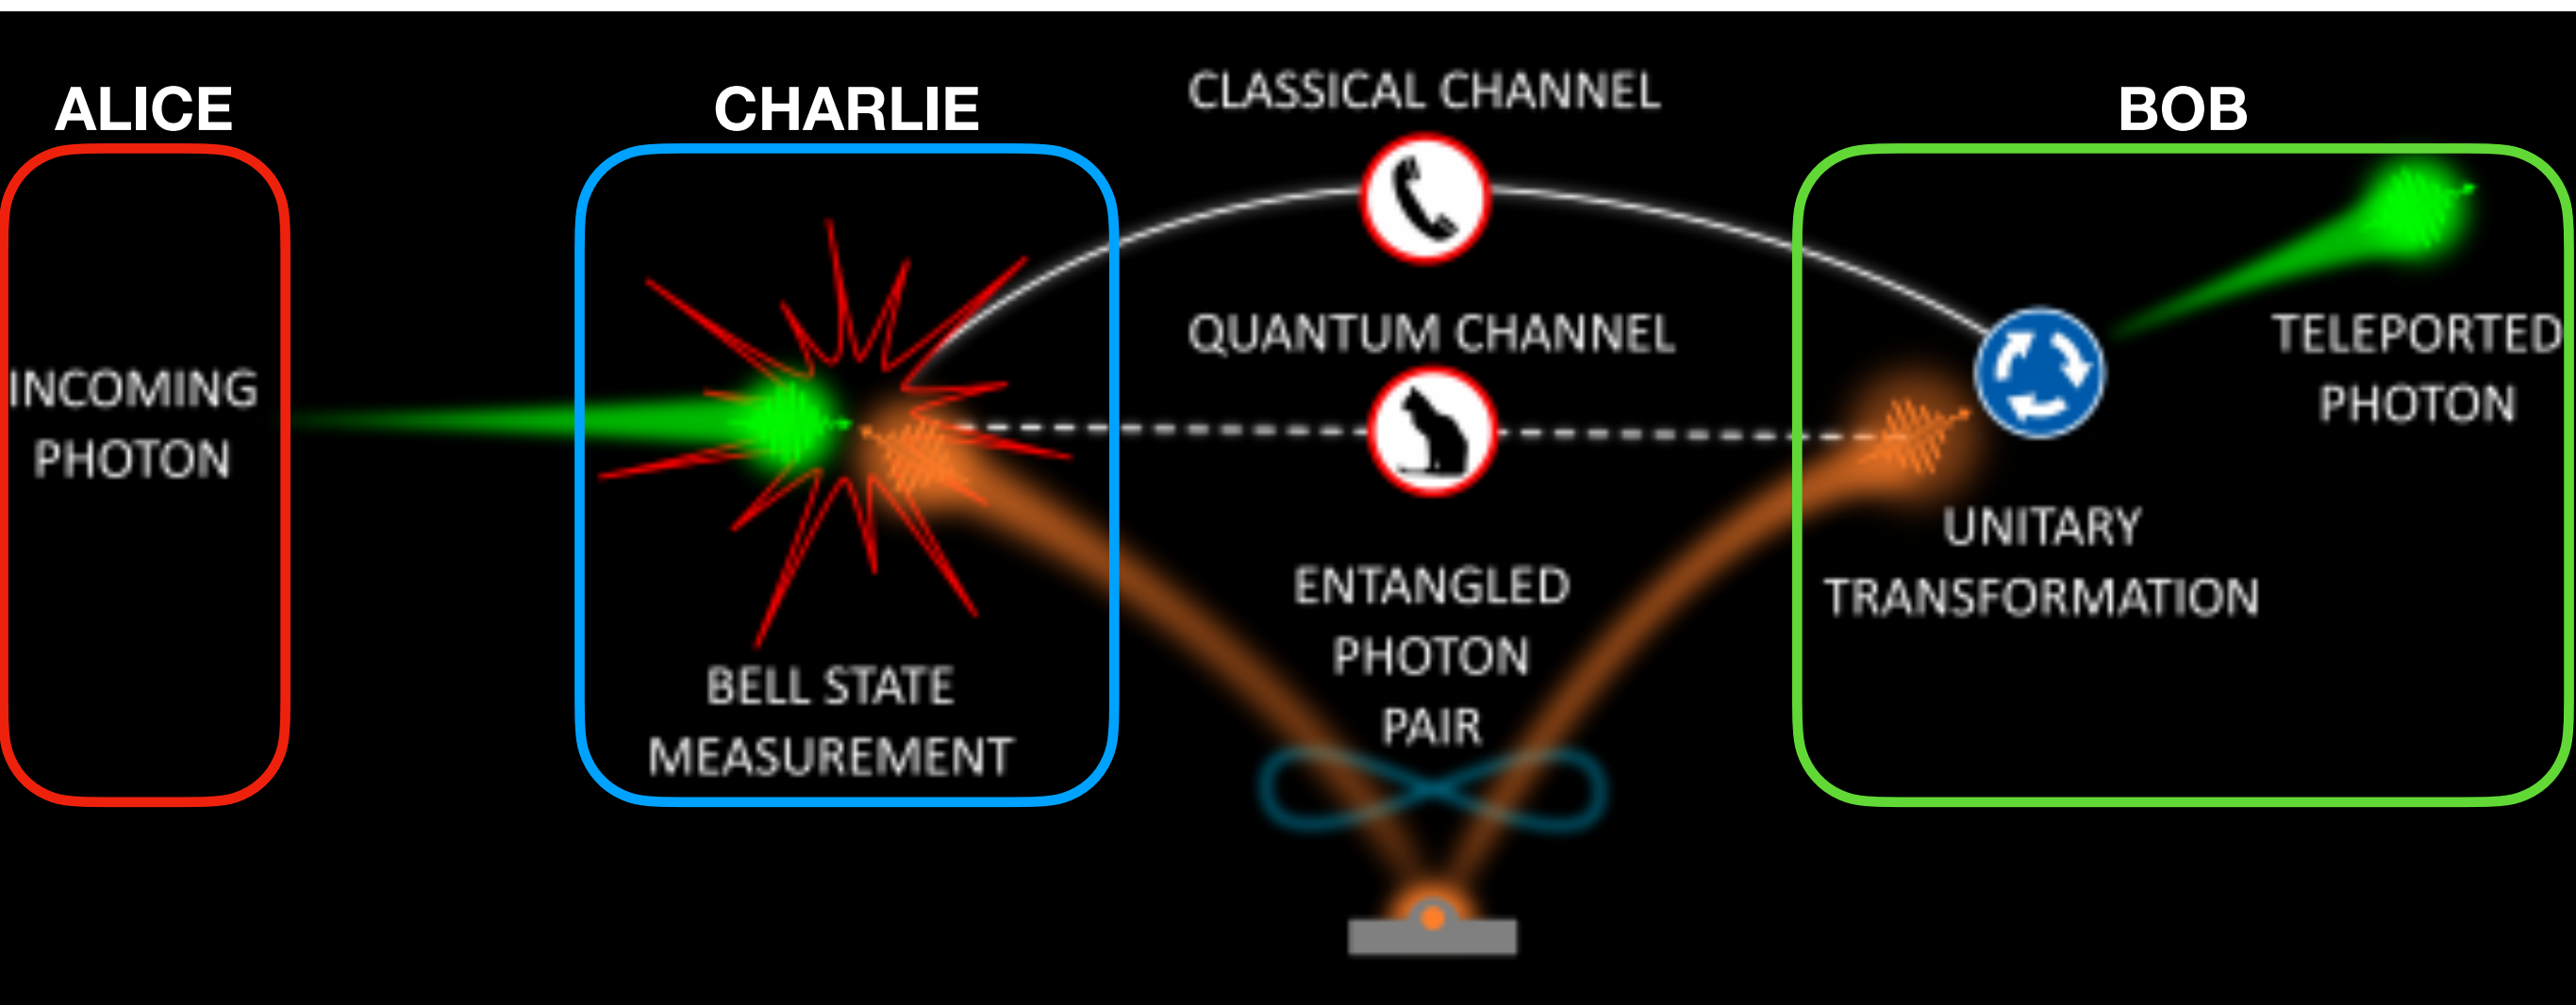 ALICE
CHARLIE
BOB
CLASSICAL CHANNEL
QUANTUM CHANNEL
INCOMING
PHOTON
BELL STATE
MEASUREMENT
ENTANGLED
PHOTON
PAIR
UNITARY
TRANSFORMATION
TELEPORTED
PHOTON